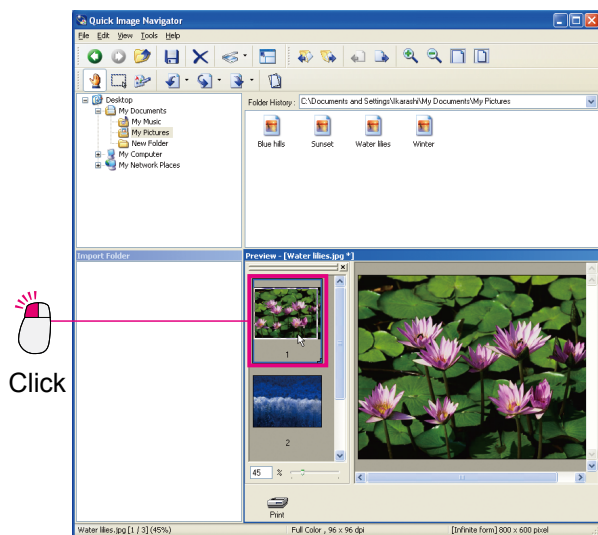 Quick Image Navigator
File Edit View Tools Help
Desktop
My Documents
My Music
My Pictures
New Folder
My Computer
My Network Places
Folder History : C:\Documents and Settings\Ikarashi\My Documents\My Pictures
Blue hills Sunset Water lilies Winter
Import Folder
Preview - [Water lilies.jpg *]
1
Click
2
45 %
Print
Water lilies.jpg [1 / 3] (45%) Full Color , 96 × 96 dpi [Infinite form] 800 × 600 pixel